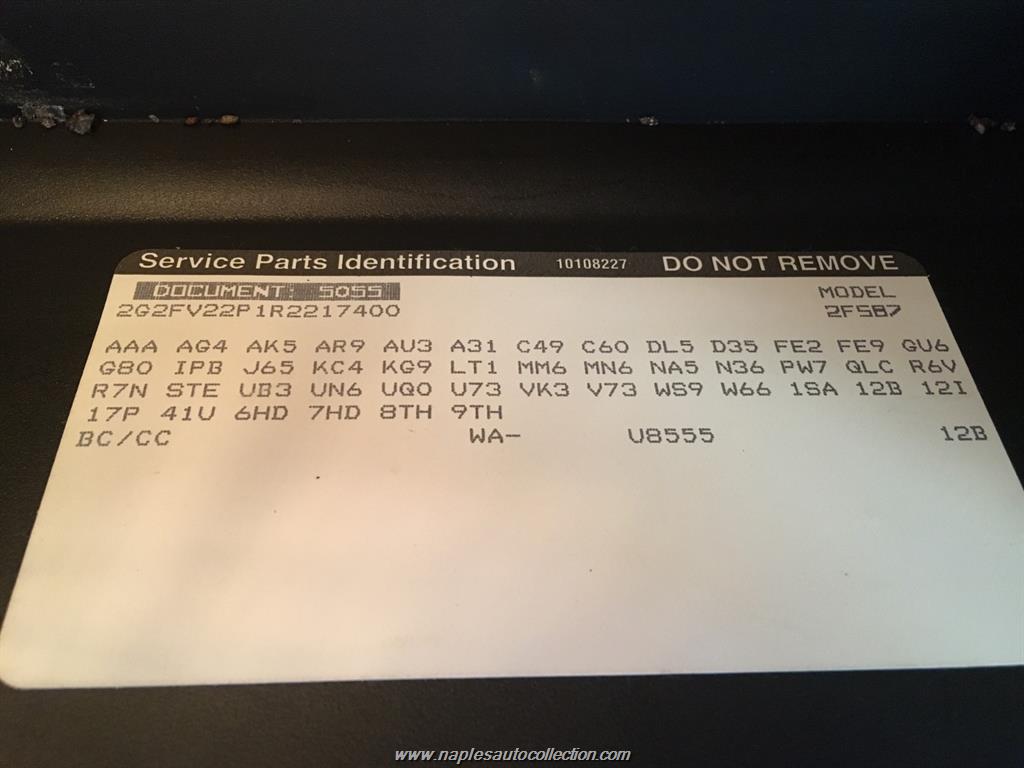 Service Parts Identification 10108227 DO NOT REMOVE
DOCUMENT: 5055 MODEL
2G2FV22P1R2217400 2FS87
AAA AG4 AK5 AR9 AU3 A31 C49 C60 DL5 D35 FE2 FE9 GU6
G80 IPB J65 KC4 KG9 LT1 MM6 MN6 NA5 N36 PW7 QLC R6V
R7N STE UB3 UN6 UQ0 U73 VK3 V73 WS9 W66 1SA 12B 12I
17P 41U 6HD 7HD 8TH 9TH
BC/CC WA- U8555 12B
www.naplesautocollection.com